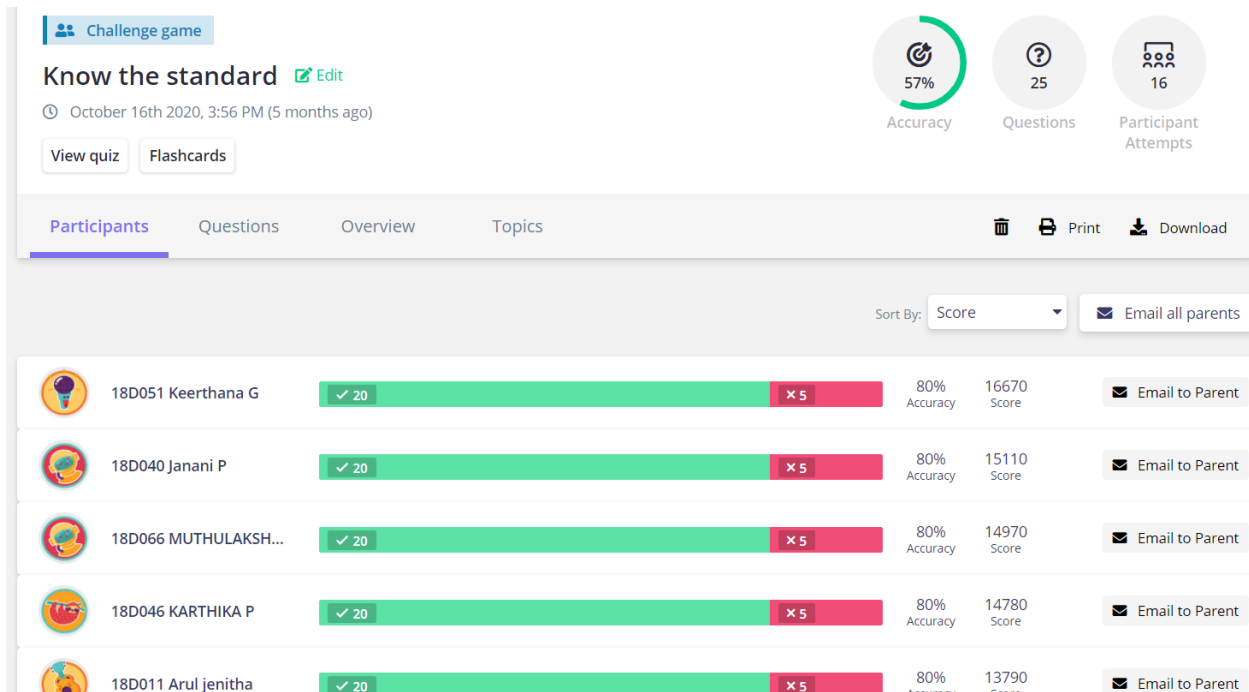 Challenge game
Know the standard Edit
October 16th 2020, 3:56 PM (5 months ago)
View quiz Flashcards
57%
Accuracy
25
Questions
16
Participant
Attempts
Participants Questions Overview Topics Print Download
Sort By: Score Email all parents
18D051 Keerthana G 20 5 80% Accuracy 16670 Score Email to Parent
18D040 Janani P 20 5 80% Accuracy 15110 Score Email to Parent
18D066 MUTHULAKSH... 20 5 80% Accuracy 14970 Score Email to Parent
18D046 KARTHIKA P 20 5 80% Accuracy 14780 Score Email to Parent
18D011 Arul jenitha 20 5 80% 13790 Email to Parent